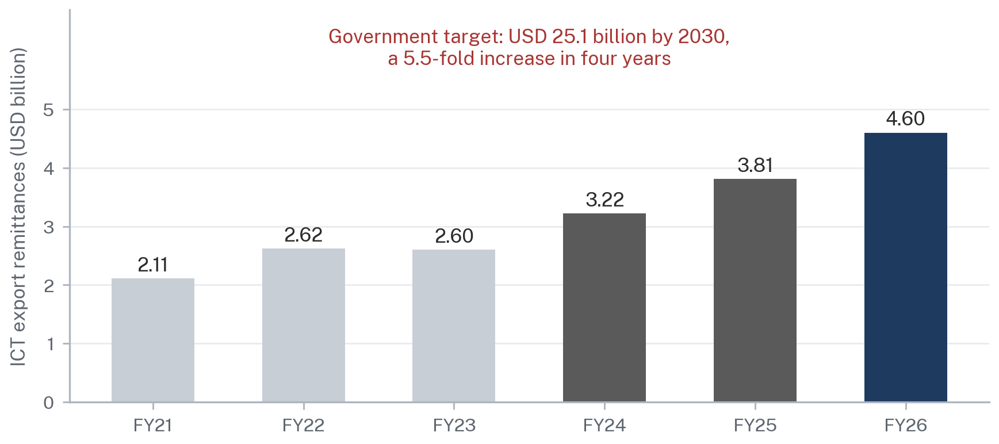 Government target: USD 25.1 billion by 2030,
a 5.5-fold increase in four years
ICT export remittances (USD billion)
5
4
3
2
1
0
2.11
2.62
2.60
3.22
3.81
4.60
FY21
FY22
FY23
FY24
FY25
FY26